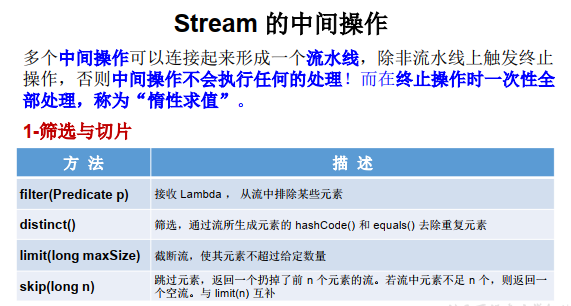 Stream 的中间操作
多个中间操作可以连接起来形成一个流水线，除非流水线上触发终止
操作，否则中间操作不会执行任何的处理！而在终止操作时一次性全
部处理，称为“惰性求值”。
1-筛选与切片
方 法 描 述
filter(Predicate p) 接收 Lambda ， 从流中排除某些元素
distinct() 筛选，通过流所生成元素的 hashCode() 和 equals() 去除重复元素
limit(long maxSize) 截断流，使其元素不超过给定数量
skip(long n) 跳过元素，返回一个扔掉了前 n 个元素的流。若流中元素不足 n 个，则返回一
个空流。与 limit(n) 互补